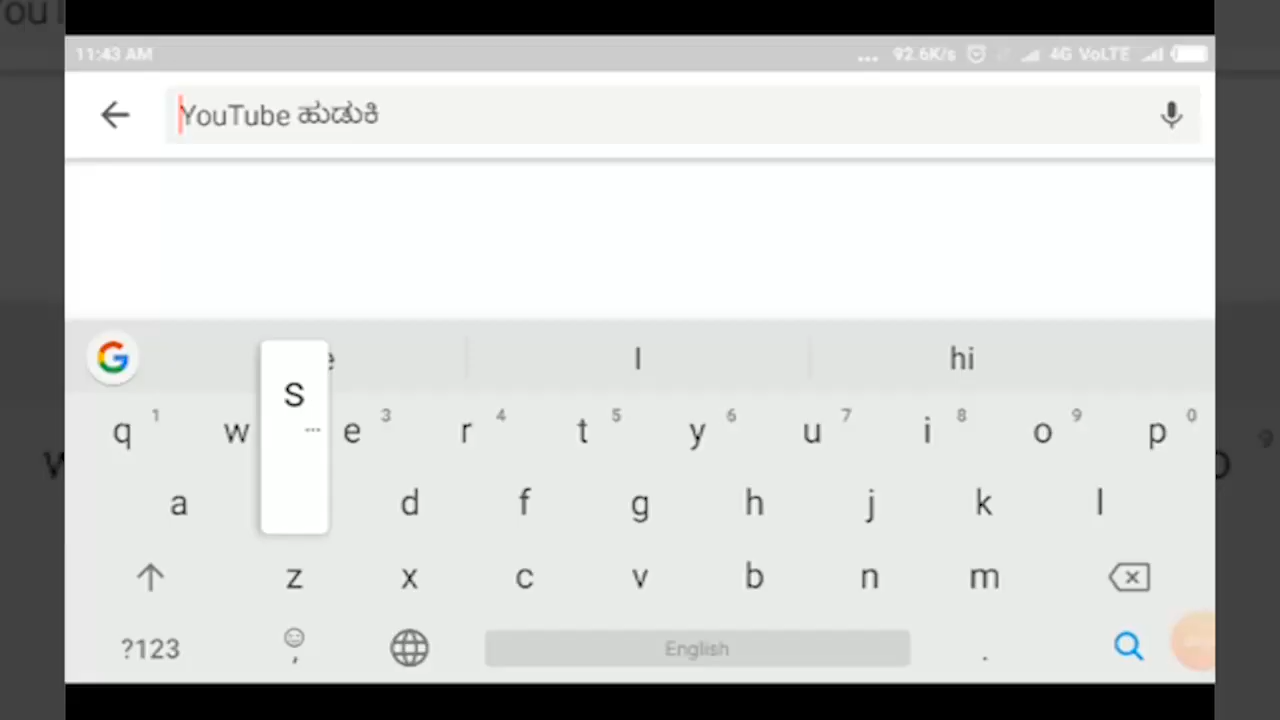 11:43 AM ... 92.6K/s 4G VoLTE
YouTube ಹುಡುಕಿ
I hi
q 1 w e 3 r 4 t 5 y 6 u 7 i 8 o 9 p 0
S
a d f g h j k l
z x c v b n m
?123 , English .